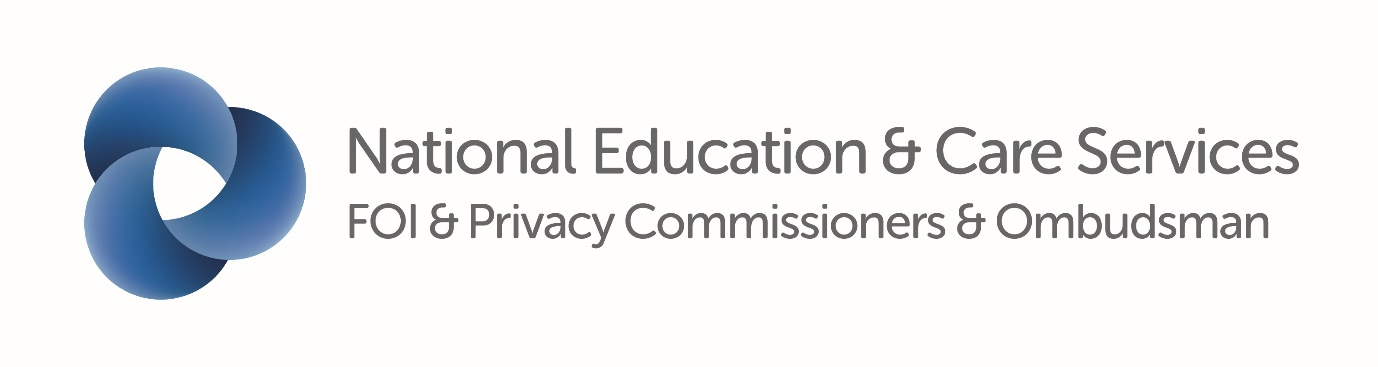 National Education & Care Services
FOI & Privacy Commissioners & Ombudsman